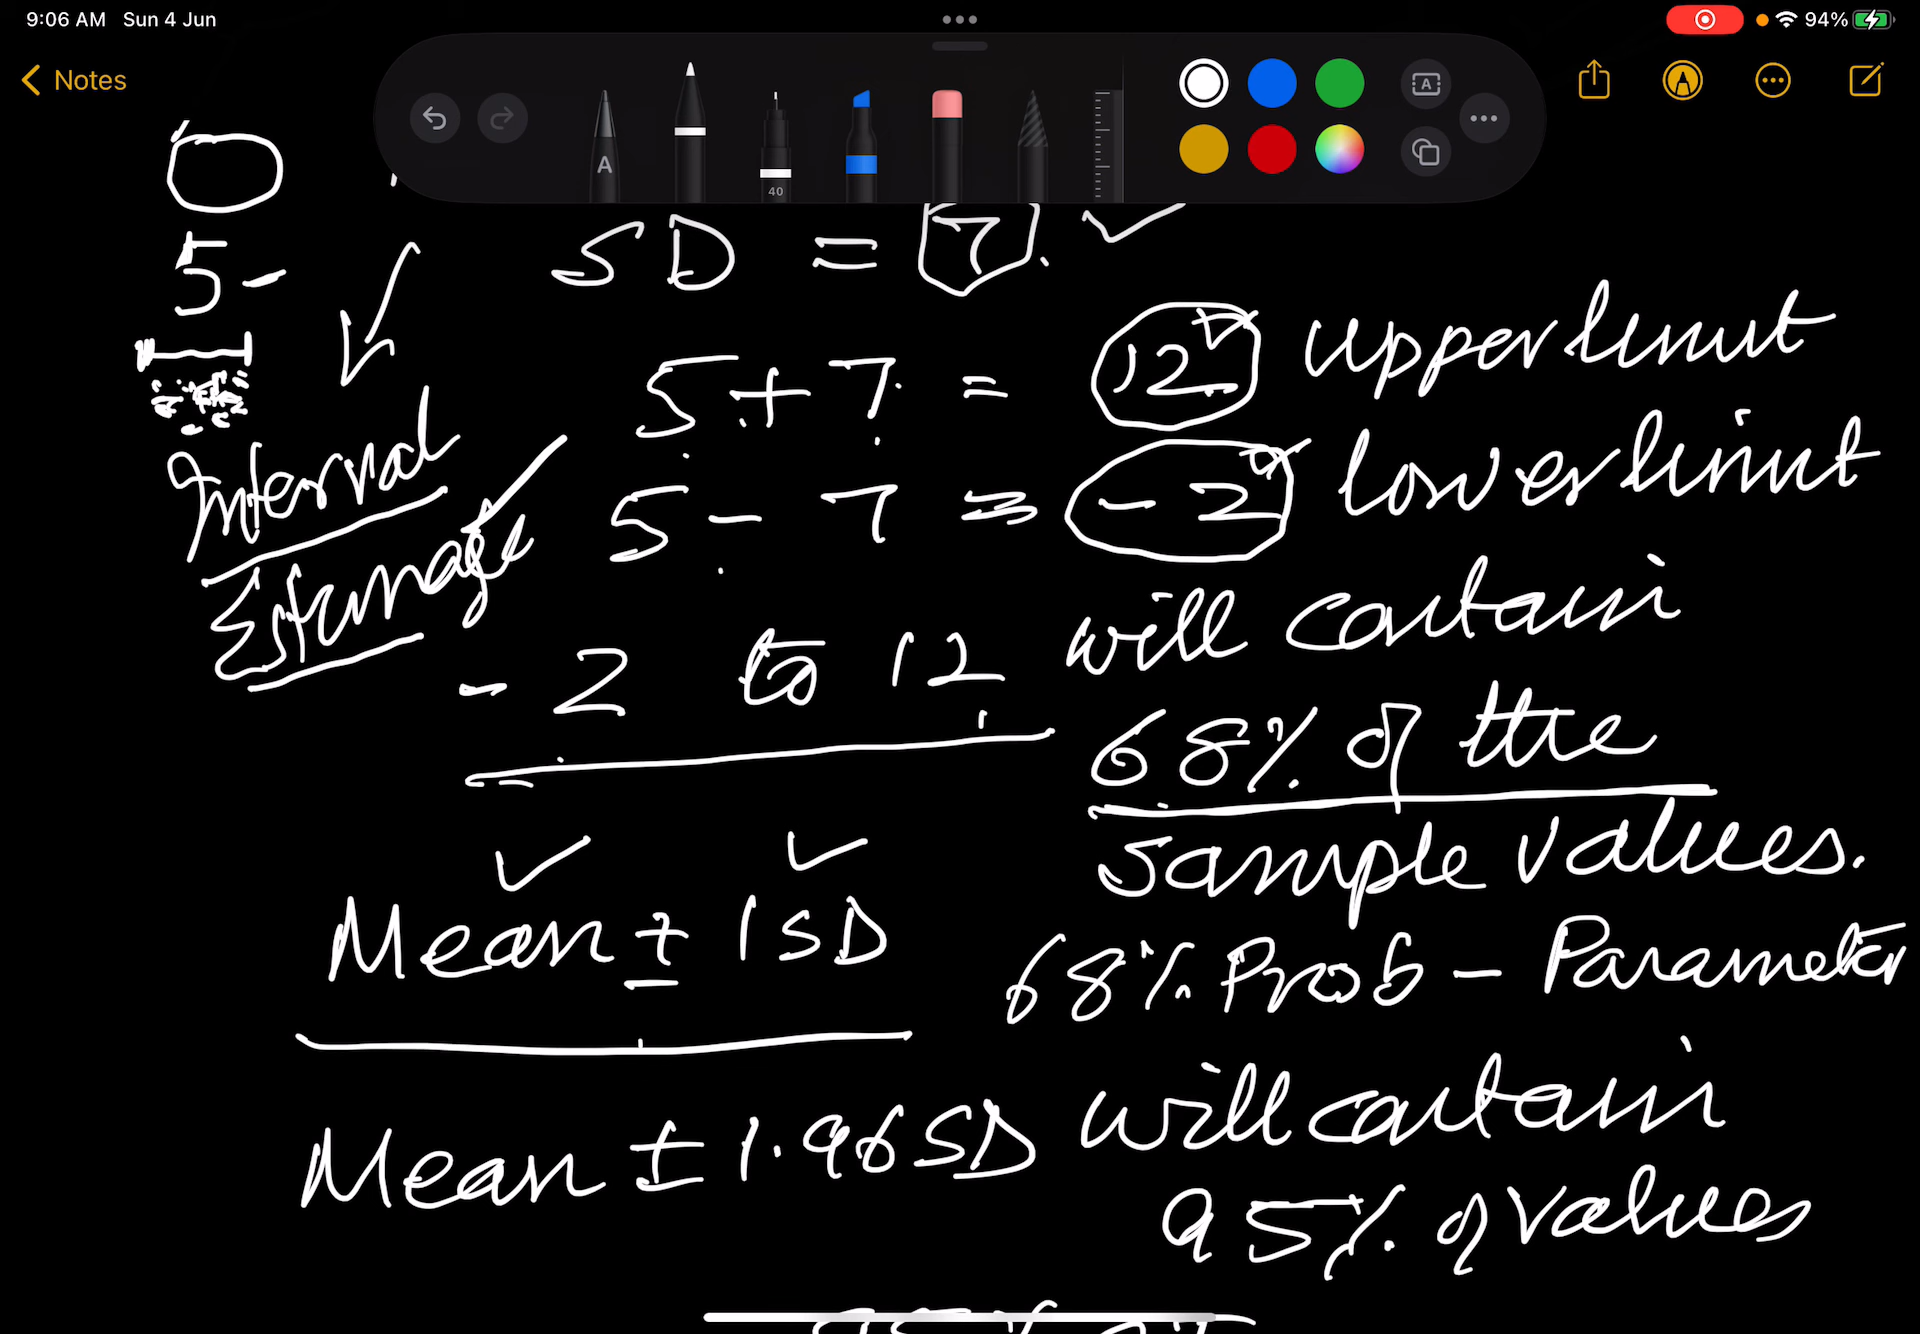 9:06 AM Sun 4 Jun
94%
Notes
A
40
A
5-
SD = 7.
5 + 7 = 12 Upper limit
5 - 7 = -2 lower limit
Interval
Estimate
-2 to 12 will contain
68% of the
sample values.
Mean ± 1SD
68% Prob - Parameter
Mean ± 1.96SD will contain
95% of values